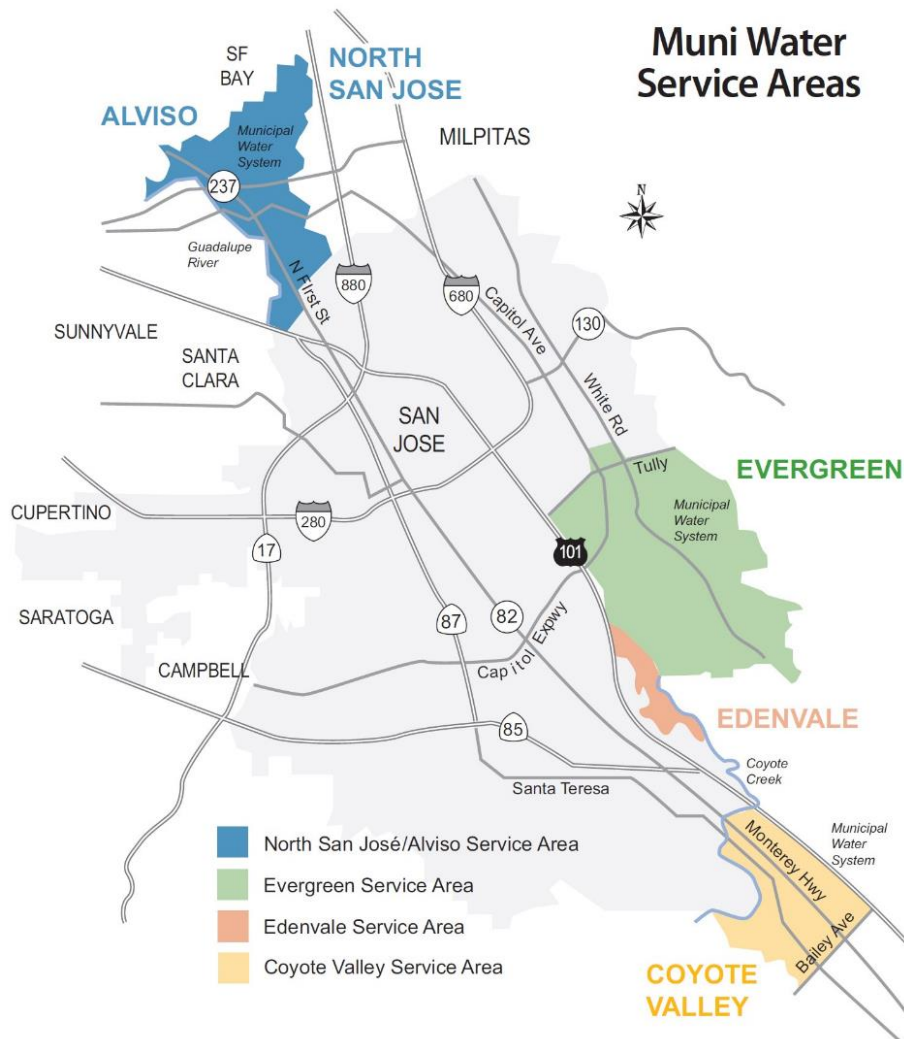 Muni Water
Service Areas
SF
BAY
NORTH
SAN JOSE
ALVISO
Municipal
Water
System
MILPITAS
237
N
Guadalupe
River
N FIrst St
880
680
Capitol Ave
130
SUNNYVALE
SANTA
CLARA
White Rd
SAN
JOSE
Tully
EVERGREEN
Municipal
Water
System
CUPERTINO
280
17
101
SARATOGA
87
82
Capitol Expwy
CAMPBELL
EDENVALE
85
Coyote
Creek
Santa Teresa
Municipal
Water
System
Monterey Hwy
Bailey Ave
COYOTE
VALLEY
North San José/Alviso Service Area
Evergreen Service Area
Edenvale Service Area
Coyote Valley Service Area